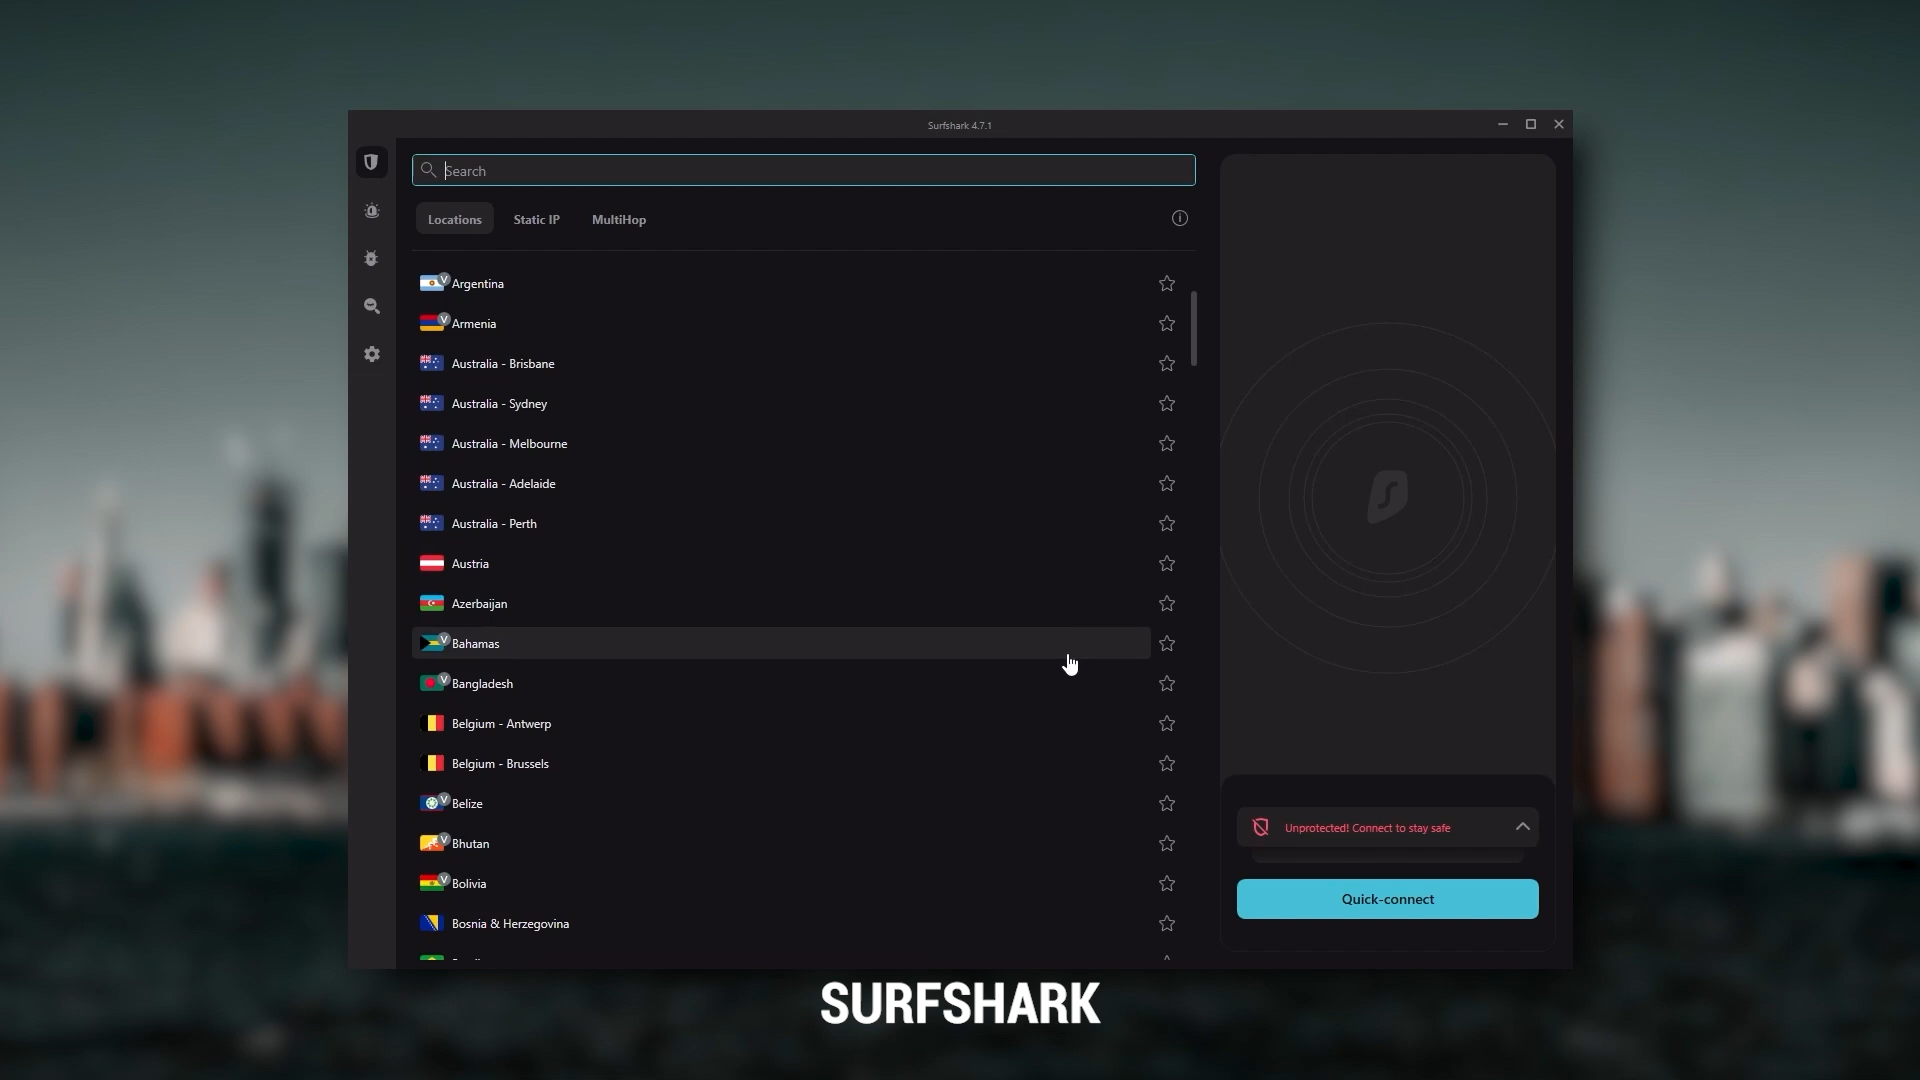 Surfshark 4.7.1
Search
Locations Static IP MultiHop
V Argentina
V Armenia
Australia - Brisbane
Australia - Sydney
Australia - Melbourne
Australia - Adelaide
Australia - Perth
Austria
Azerbaijan
V Bahamas
V Bangladesh
Belgium - Antwerp
Belgium - Brussels
V Belize
V Bhutan
V Bolivia
Bosnia & Herzegovina
Unprotected! Connect to stay safe
Quick-connect
SURFSHARK